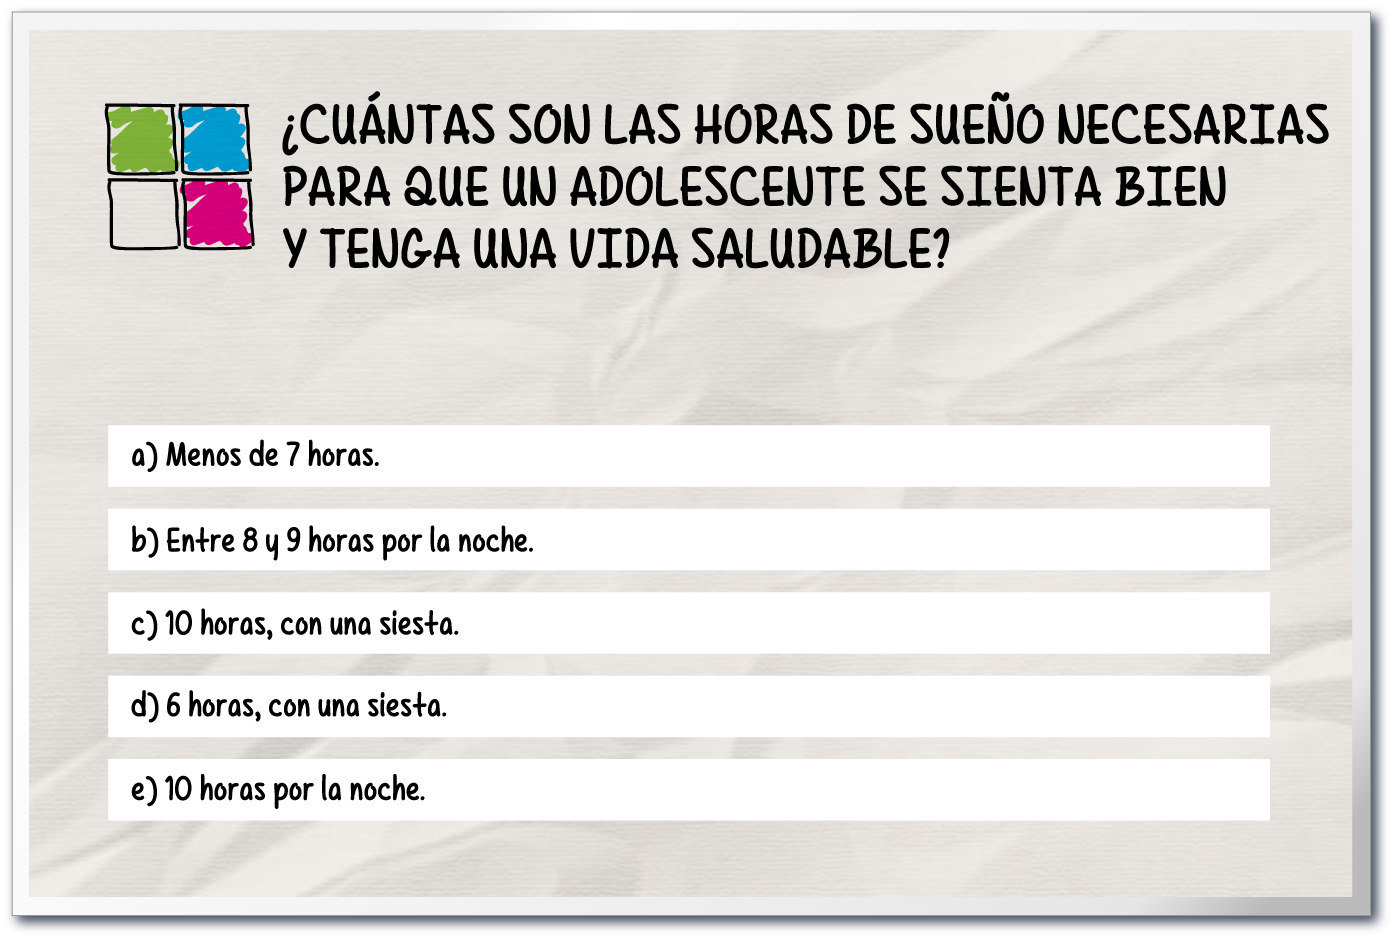 ¿CUÁNTAS SON LAS HORAS DE SUEÑO NECESARIAS
PARA QUE UN ADOLESCENTE SE SIENTA BIEN
Y TENGA UNA VIDA SALUDABLE?
a) Menos de 7 horas.
b) Entre 8 y 9 horas por la noche.
c) 10 horas, con una siesta.
d) 6 horas, con una siesta.
e) 10 horas por la noche.